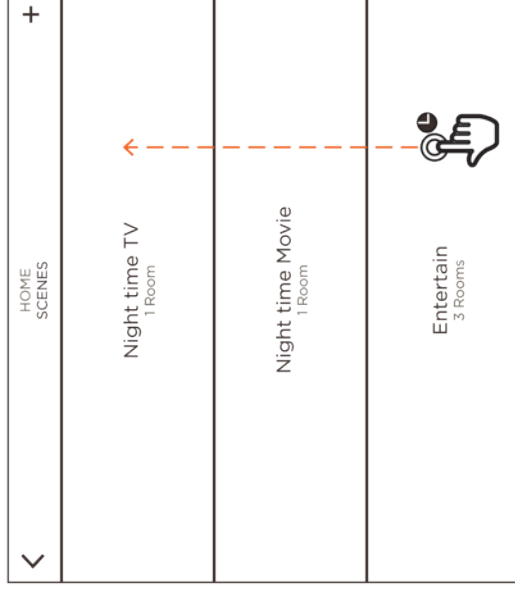 HOME
SCENES
Night time TV
1 Room
Night time Movie
1 Room
Entertain
3 Rooms